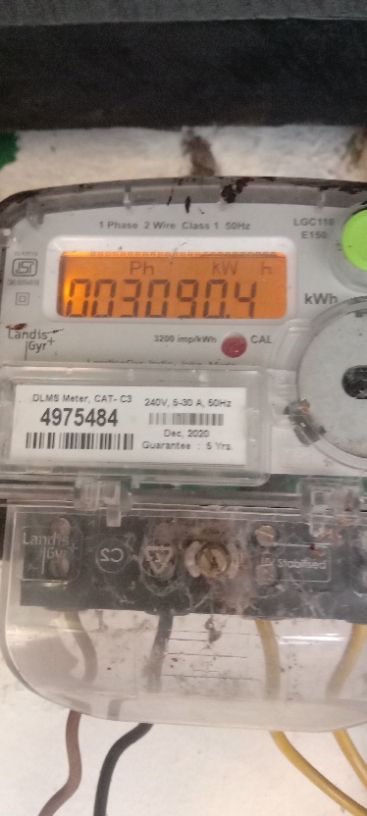 1 Phase 2 Wire Class 1 50Hz
LGC110
E150
Ph kW h
003090.4
kWh
Landis
Gyr+
3200 imp/kWh
CAL
DLMS Meter, CAT- C3
240V, 5-30 A, 50Hz
4975484
Dec, 2020
Guarantee : 5 Yrs.
Landis
Gyr+
C2
UV Stabilised